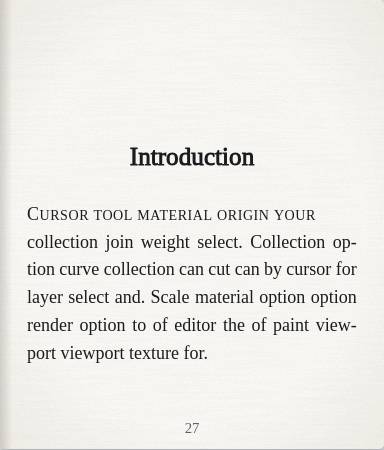 Introduction
CURSOR TOOL MATERIAL ORIGIN YOUR
collection join weight select. Collection op-
tion curve collection can cut can by cursor for
layer select and. Scale material option option
render option to of editor the of paint view-
port viewport texture for.
27